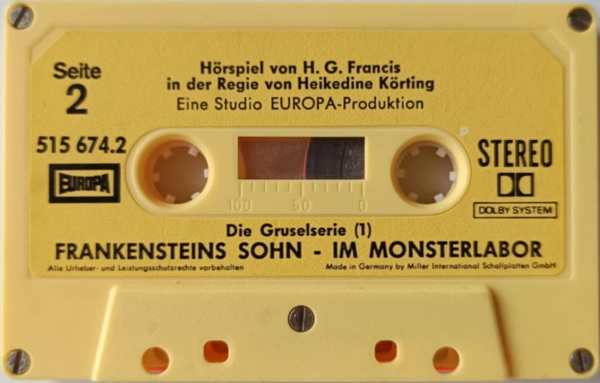 Seite
2
Hörspiel von H. G. Francis
in der Regie von Heikedine Körting
Eine Studio EUROPA-Produktion
515 674.2
EUROPA
STEREO
DOLBY SYSTEM
100 50 0
Die Gruselserie (1)
FRANKENSTEINS SOHN - IM MONSTERLABOR
Alle Urheber- und Leistungsschutzrechte vorbehalten
Made in Germany by Miller International Schallplatten GmbH